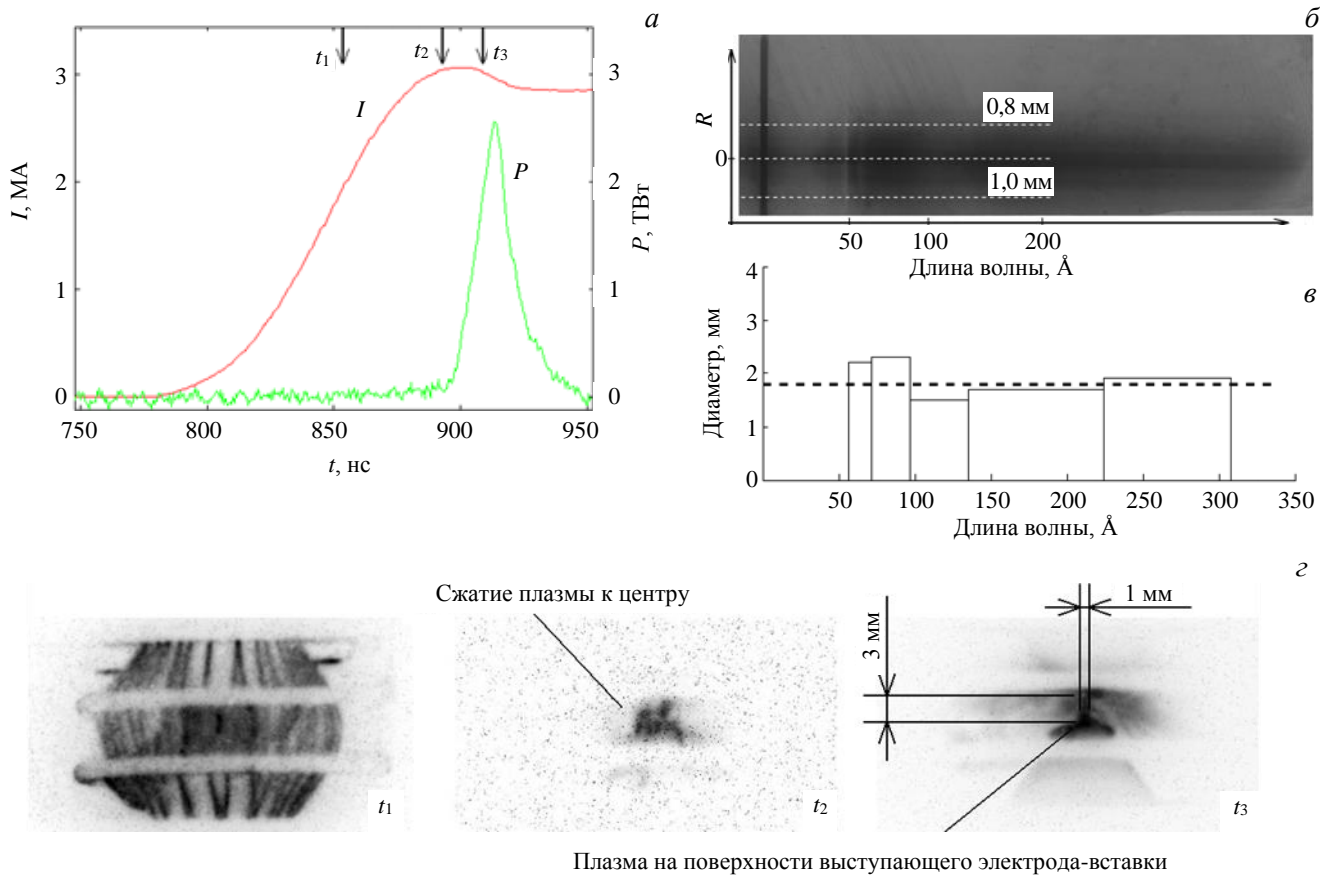 а
t1
t2
t3
3
2
1
0
I, МА
I
P
3
2
1
0
P, ТВт
750
800
850
900
950
t, нс
б
R
0
0,8 мм
1,0 мм
50
100
200
Длина волны, Å
в
4
3
2
1
0
Диаметр, мм
50
100
150
200
250
300
350
Длина волны, Å
г
t1
Сжатие плазмы к центру
t2
3 мм
1 мм
t3
Плазма на поверхности выступающего электрода-вставки